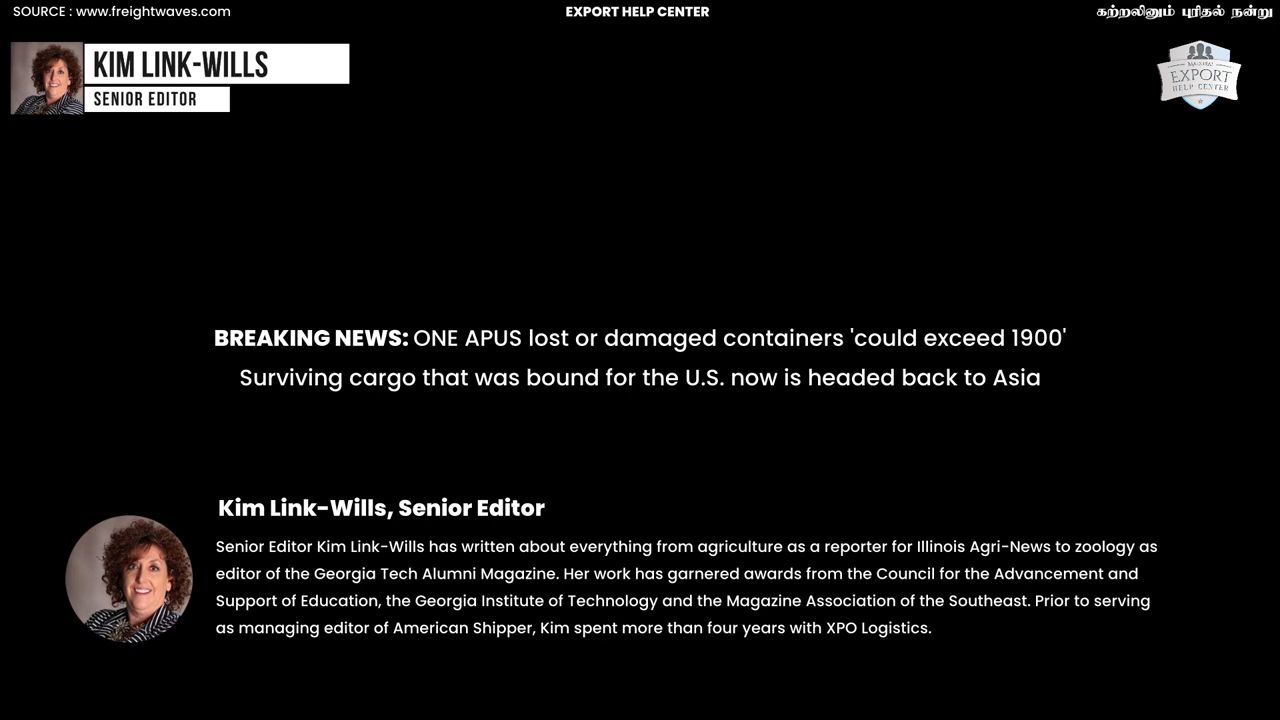 SOURCE : www.freightwaves.com
EXPORT HELP CENTER
கற்றலினும் புரிதல் நன்று
KIM LINK-WILLS
SENIOR EDITOR
EXPORT
HELP CENTER
BREAKING NEWS: ONE APUS lost or damaged containers 'could exceed 1900'
Surviving cargo that was bound for the U.S. now is headed back to Asia
Kim Link-Wills, Senior Editor
Senior Editor Kim Link-Wills has written about everything from agriculture as a reporter for Illinois Agri-News to zoology as
editor of the Georgia Tech Alumni Magazine. Her work has garnered awards from the Council for the Advancement and
Support of Education, the Georgia Institute of Technology and the Magazine Association of the Southeast. Prior to serving
as managing editor of American Shipper, Kim spent more than four years with XPO Logistics.